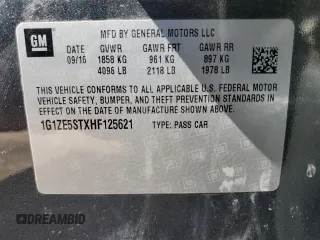 GM
MFD BY GENERAL MOTORS LLC
09/16 GVWR GAWR FRT GAWR RR
1858 KG 961 KG 897 KG
4096 LB 2118 LB 1978 LB
THIS VEHICLE CONFORMS TO ALL APPLICABLE U.S. FEDERAL MOTOR
VEHICLE SAFETY, BUMPER, AND THEFT PREVENTION STANDARDS
IN EFFECT ON THE DATE OF MANUFACTURE SHOWN ABOVE.
1G1ZE5STXHF125621 TYPE: PASS CAR
DREAMBID